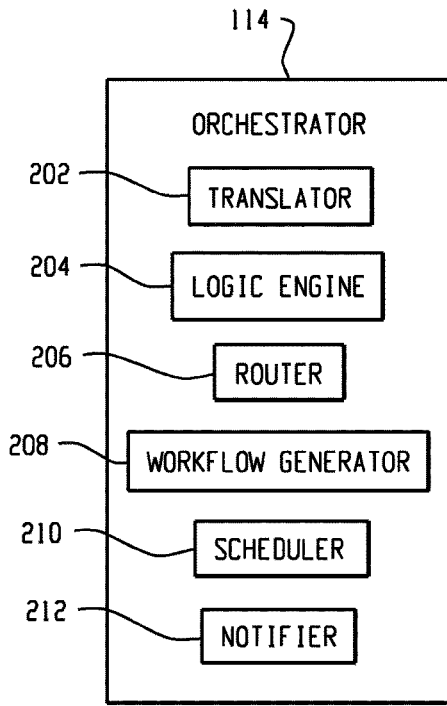 114
ORCHESTRATOR
202
TRANSLATOR
204
LOGIC ENGINE
206
ROUTER
208
WORKFLOW GENERATOR
210
SCHEDULER
212
NOTIFIER